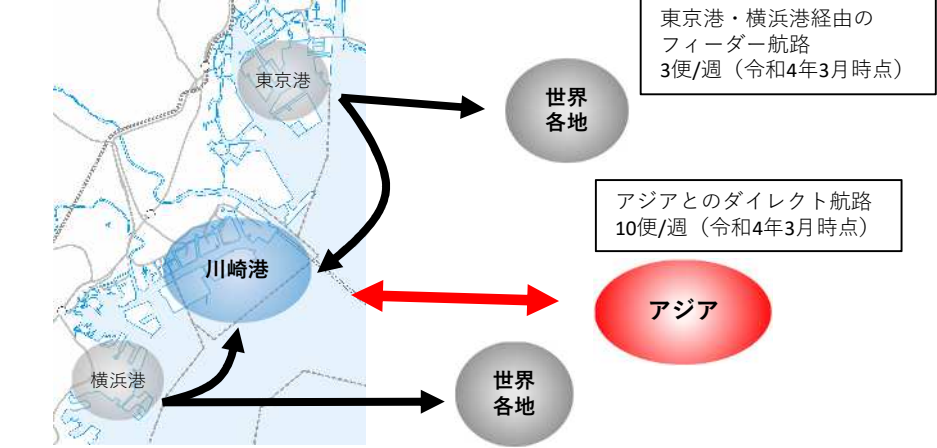 東京港・横浜港経由の
フィーダー航路
3便/週（令和4年3月時点）
東京港
世界
各地
アジアとのダイレクト航路
10便/週（令和4年3月時点）
川崎港
アジア
横浜港
世界
各地